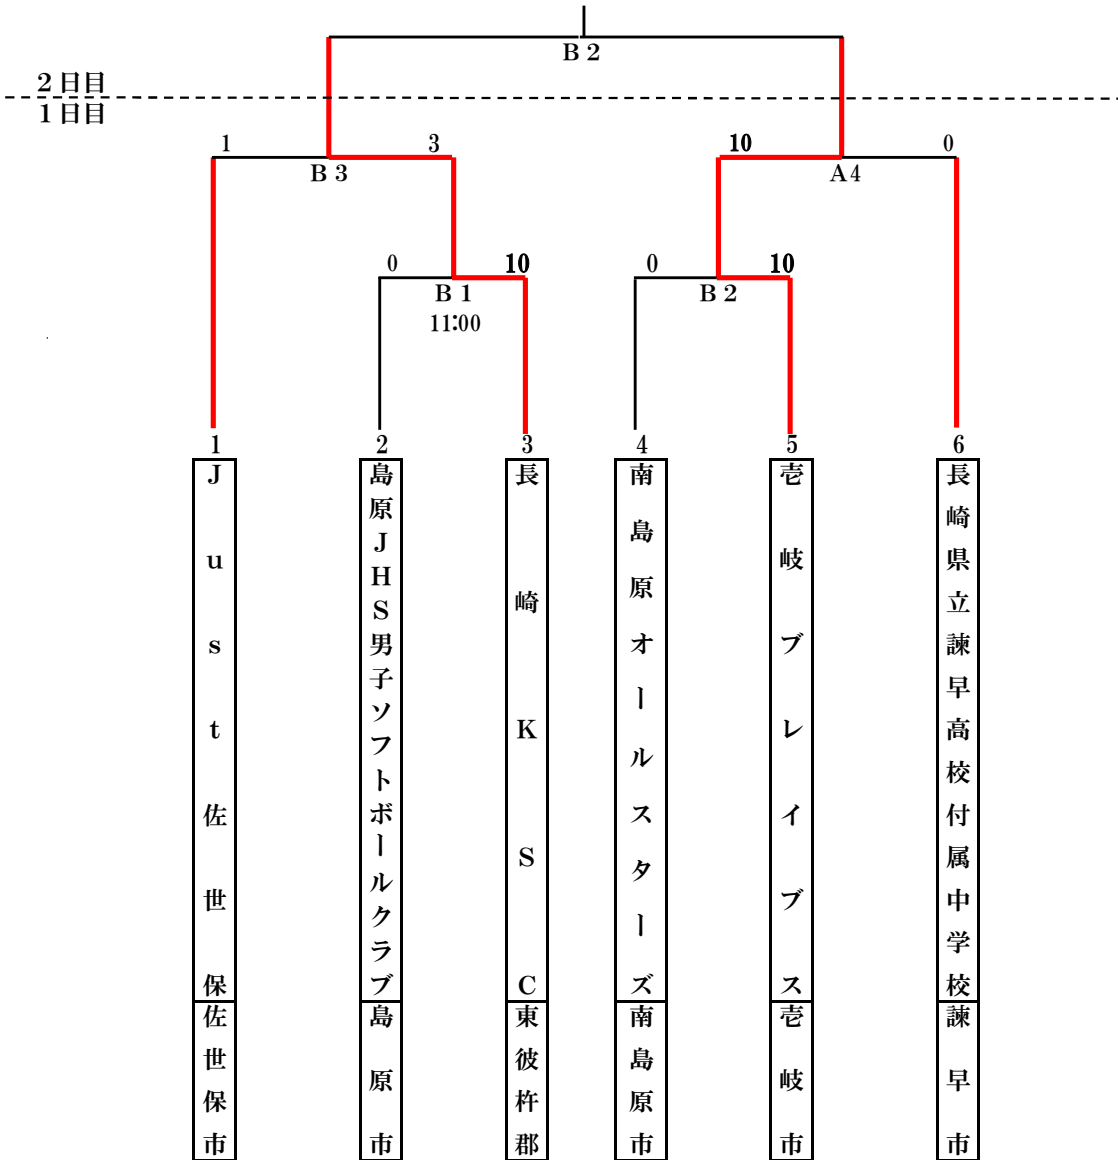 B 2
2日目
1日目
1
3
10
0
B 3
A4
0
10
0
10
B 1
B 2
11:00
1
2
3
4
5
6
Just佐世保
島原JHS男子ソフトボールクラブ
長崎KSC
南島原オールスターズ
壱岐ブレイブス
長崎県立諫早高校付属中学校
佐世保市
島原市
東彼杵郡
南島原市
壱岐市
諫早市